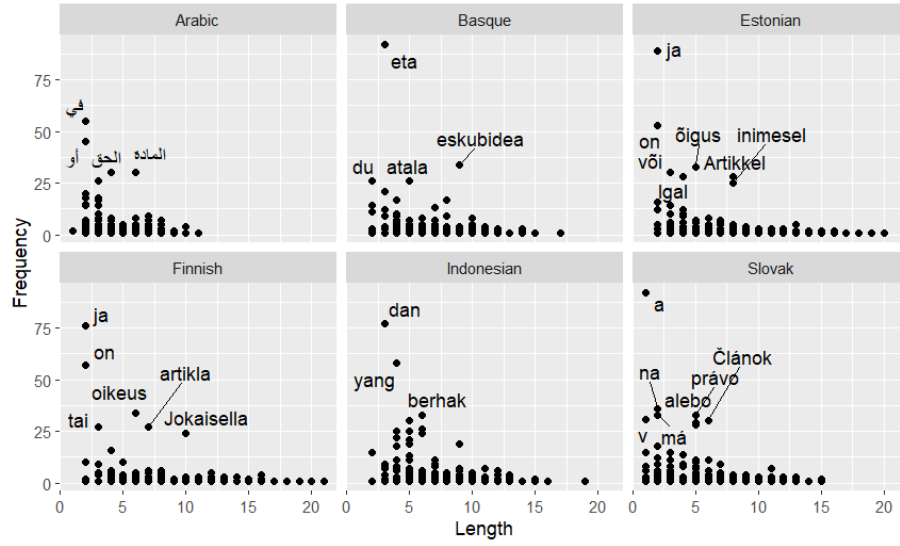 Arabic Basque Estonian
في
أو الحق المادة
eta
du atala eskubidea
ja
on õigus inimesel
või Artikkel
Igal
75
50
25
0
Frequency
Finnish Indonesian Slovak
ja
on
oikeus artikla
tai Jokaisella
dan
yang
berhak
a
na alebo právo Článok
v má
75
50
25
0
0 5 10 15 20 0 5 10 15 20 0 5 10 15 20
Length